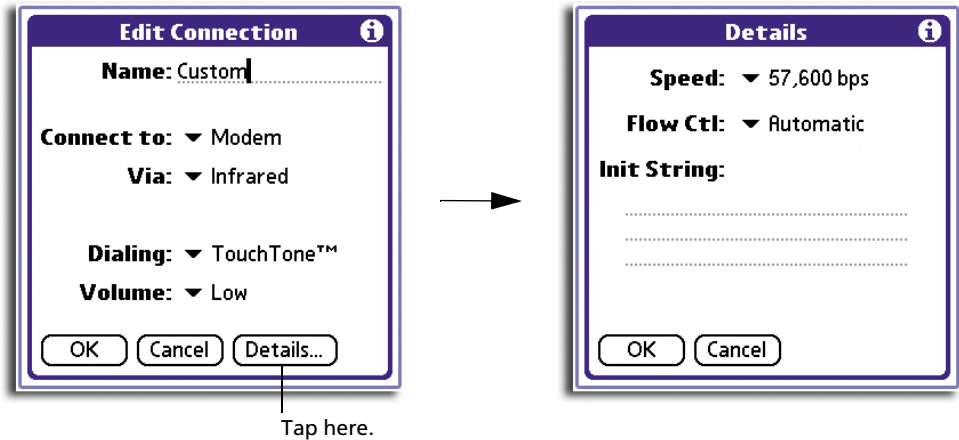 Edit Connection i
Name: Custom
Connect to: Modem
Via: Infrared
Dialing: TouchTone™
Volume: Low
OK Cancel Details...
Tap here.
Details i
Speed: 57,600 bps
Flow Ctl: Automatic
Init String:
OK Cancel